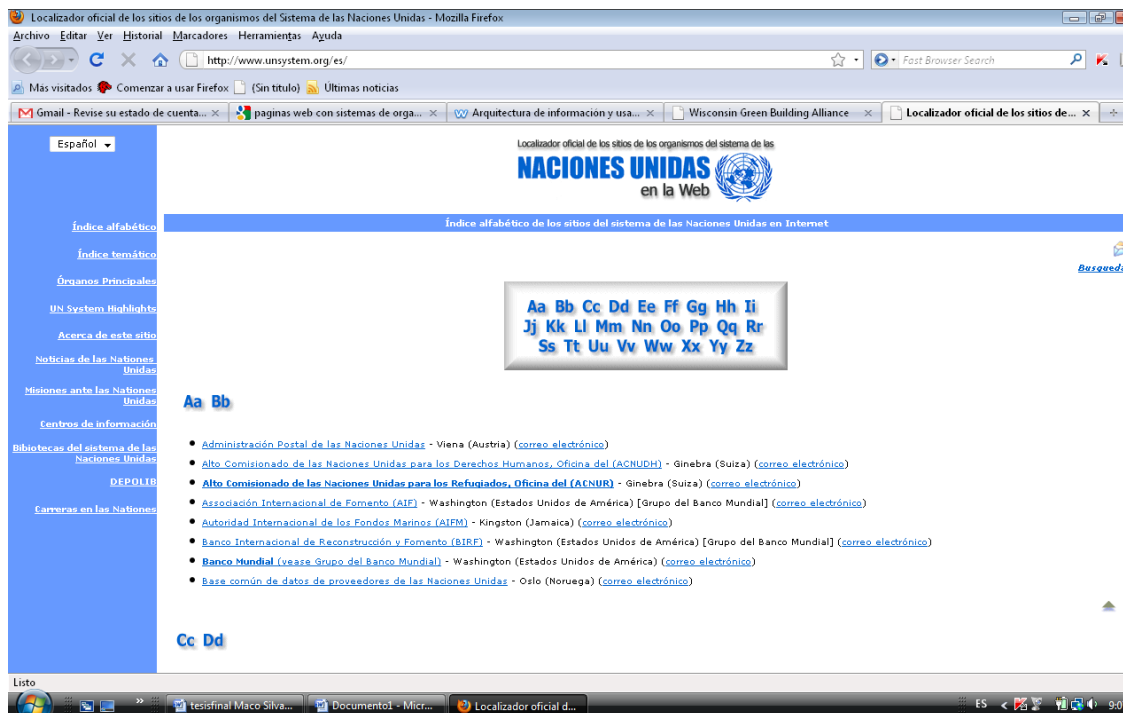 Localizador oficial de los sitios de los organismos del Sistema de las Naciones Unidas - Mozilla Firefox
Archivo Editar Ver Historial Marcadores Herramientas Ayuda
http://www.unsystem.org/es/
Fast Browser Search
Más visitados Comenzar a usar Firefox (Sin título) Últimas noticias
Gmail - Revise su estado de cuenta... paginas web con sistemas de orga... Arquitectura de información y usa... Wisconsin Green Building Alliance Localizador oficial de los sitios de...
Español
Localizador oficial de los sitios de los organismos del sistema de las
NACIONES UNIDAS
en la Web
Índice alfabético de los sitios del sistema de las Naciones Unidas en Internet
Índice alfabético
Índice temático
Órganos Principales
UN System Highlights
Acerca de este sitio
Noticias de las Nationes
Unidas
Misiones ante las Nationes
Unidas
Centros de información
Bibiotecas del sistema de las
Naciones Unidas
DEPOLIB
Carreras en las Nationes
Busqueda
Aa Bb Cc Dd Ee Ff Gg Hh Ii
Jj Kk Ll Mm Nn Oo Pp Qq Rr
Ss Tt Uu Vv Ww Xx Yy Zz
Aa Bb
Administración Postal de las Naciones Unidas - Viena (Austria) (correo electrónico)
Alto Comisionado de las Naciones Unidas para los Derechos Humanos, Oficina del (ACNUDH) - Ginebra (Suiza) (correo electrónico)
Alto Comisionado de las Naciones Unidas para los Refugiados, Oficina del (ACNUR) - Ginebra (Suiza) (correo electrónico)
Associación Internacional de Fomento (AIF) - Washington (Estados Unidos de América) [Grupo del Banco Mundial] (correo electrónico)
Autoridad Internacional de los Fondos Marinos (AIFM) - Kingston (Jamaica) (correo electrónico)
Banco Internacional de Reconstrucción y Fomento (BIRF) - Washington (Estados Unidos de América) [Grupo del Banco Mundial] (correo electrónico)
Banco Mundial (vease Grupo del Banco Mundial) - Washington (Estados Unidos de América) (correo electrónico)
Base común de datos de proveedores de las Naciones Unidas - Oslo (Noruega) (correo electrónico)
Cc Dd
Listo
tesisfinal Maco Silva... Documento1 - Micr... Localizador oficial d... ES 9:0